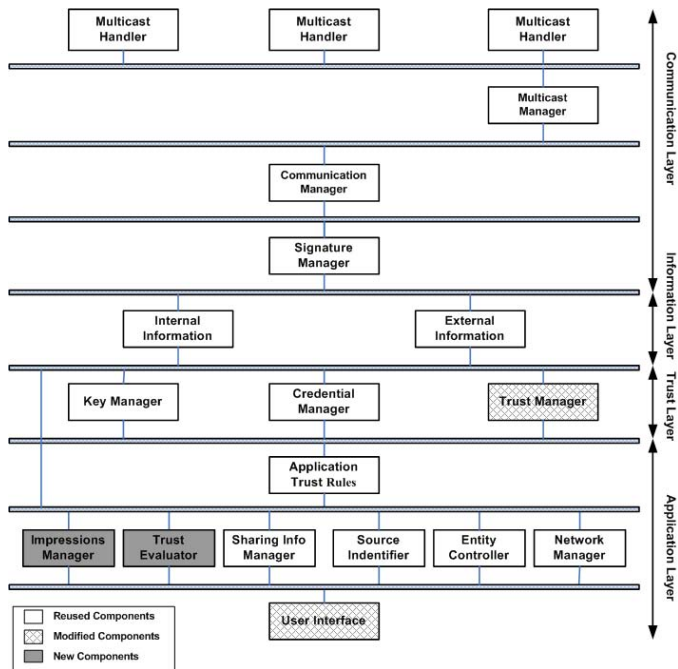 Multicast
Handler
Multicast
Handler
Multicast
Handler
Multicast
Manager
Communication
Manager
Signature
Manager
Communication Layer
Internal
Information
External
Information
Information Layer
Key Manager
Credential
Manager
Trust Manager
Trust Layer
Application
Trust Rules
Impressions
Manager
Trust
Evaluator
Sharing Info
Manager
Source
Indentifier
Entity
Controller
Network
Manager
User Interface
Application Layer
Reused Components
Modified Components
New Components